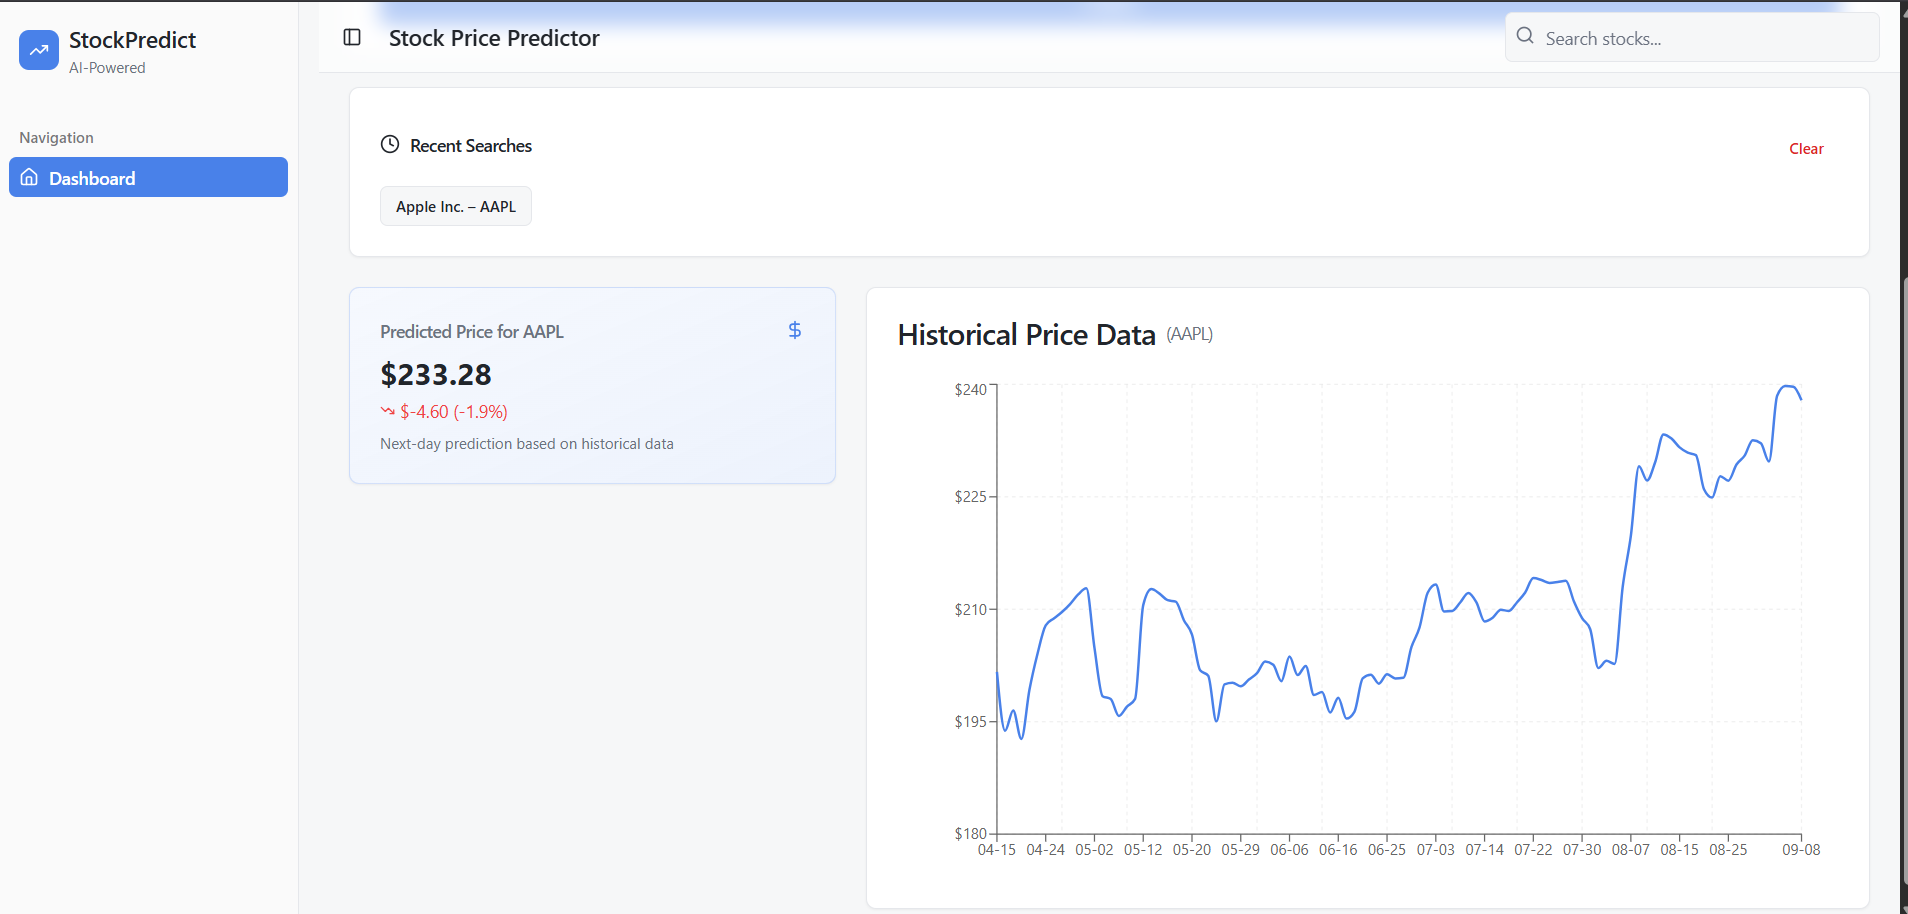 StockPredict
AI-Powered
Navigation
Dashboard
Stock Price Predictor
Search stocks...
Recent Searches
Clear
Apple Inc. – AAPL
Predicted Price for AAPL
$
$233.28
$-4.60 (-1.9%)
Next-day prediction based on historical data
Historical Price Data (AAPL)
$240
$225
$210
$195
$180
04-15 04-24 05-02 05-12 05-20 05-29 06-06 06-16 06-25 07-03 07-14 07-22 07-30 08-07 08-15 08-25 09-08